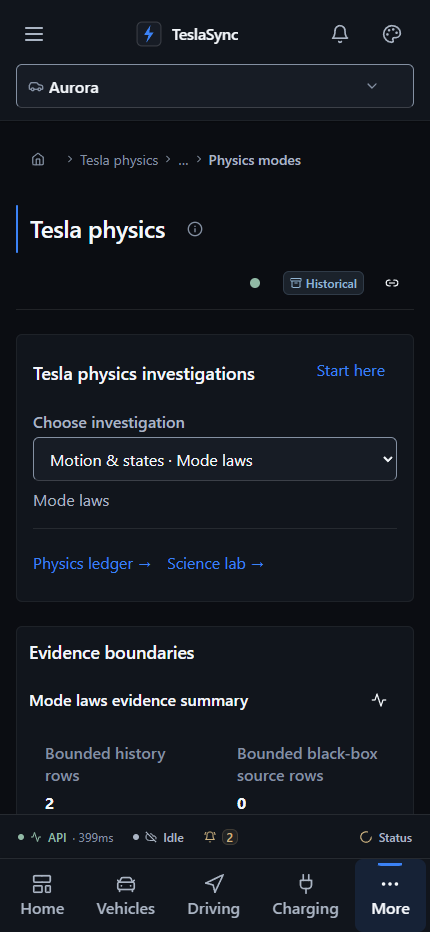 TeslaSync
Aurora
Tesla physics ... Physics modes
Tesla physics
Historical
Tesla physics investigations
Start here
Choose investigation
Motion & states · Mode laws
Mode laws
Physics ledger → Science lab →
Evidence boundaries
Mode laws evidence summary
Bounded history
rows
2
Bounded black-box
source rows
0
API · 399ms Idle 2 Status
Home Vehicles Driving Charging More